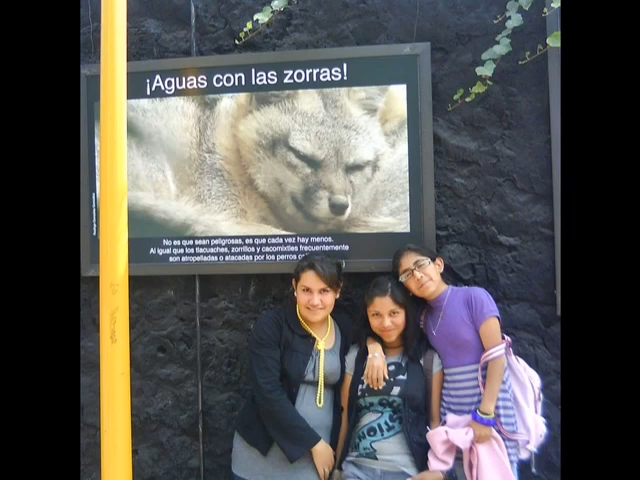 ¡Aguas con las zorras!
No es que sean peligrosas, es que cada vez hay menos.
Al igual que los tlacuaches, zorrillos y cacomixtles frecuentemente
son atropelladas o atacadas por los perros